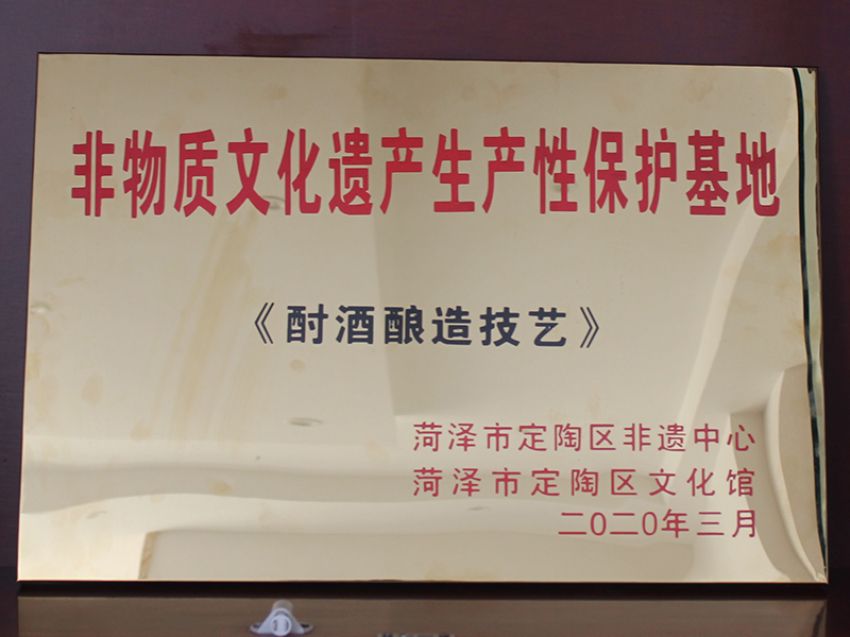 非物质文化遗产生产性保护基地
《酎酒酿造技艺》
菏泽市定陶区非遗中心
菏泽市定陶区文化馆
二〇二〇年三月